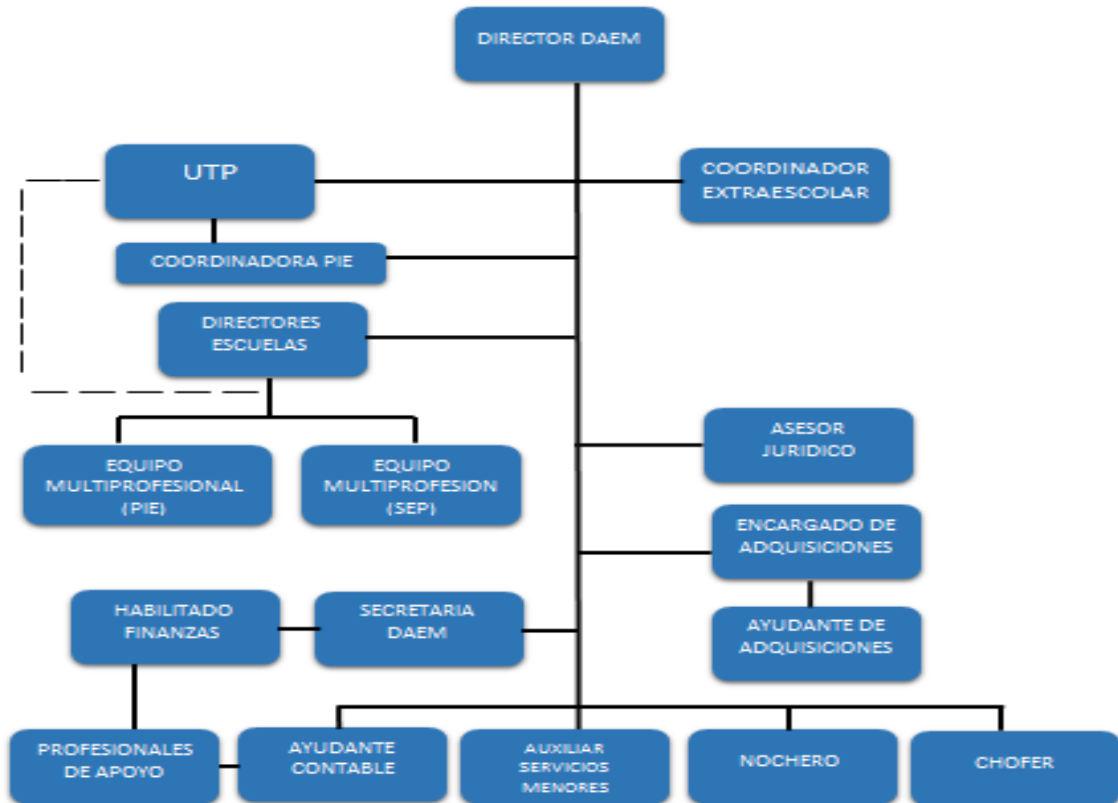 DIRECTOR DAEM
UTP
COORDINADOR
EXTRAESCOLAR
COORDINADORA PIE
DIRECTORES
ESCUELAS
EQUIPO
MULTIPROFESIONAL
(PIE)
EQUIPO
MULTIPROFESION
(SEP)
ASESOR
JURIDICO
ENCARGADO DE
ADQUISICIONES
HABILITADO
FINANZAS
SECRETARIA
DAEM
AYUDANTE DE
ADQUISICIONES
PROFESIONALES
DE APOYO
AYUDANTE
CONTABLE
AUXILIAR
SERVICIOS
MENORES
NOCHERO
CHOFER